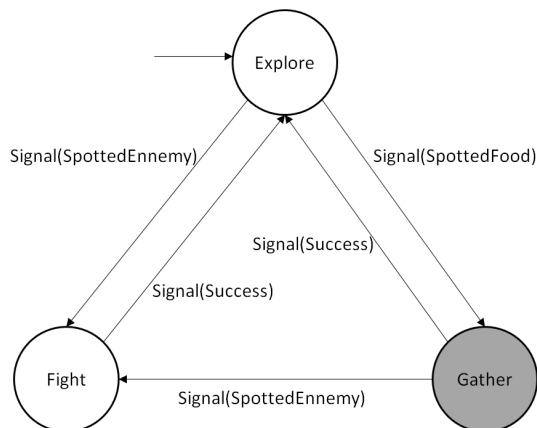 Explore
Signal(SpottedEnnemy)
Signal(SpottedFood)
Signal(Success)
Signal(Success)
Fight
Gather
Signal(SpottedEnnemy)